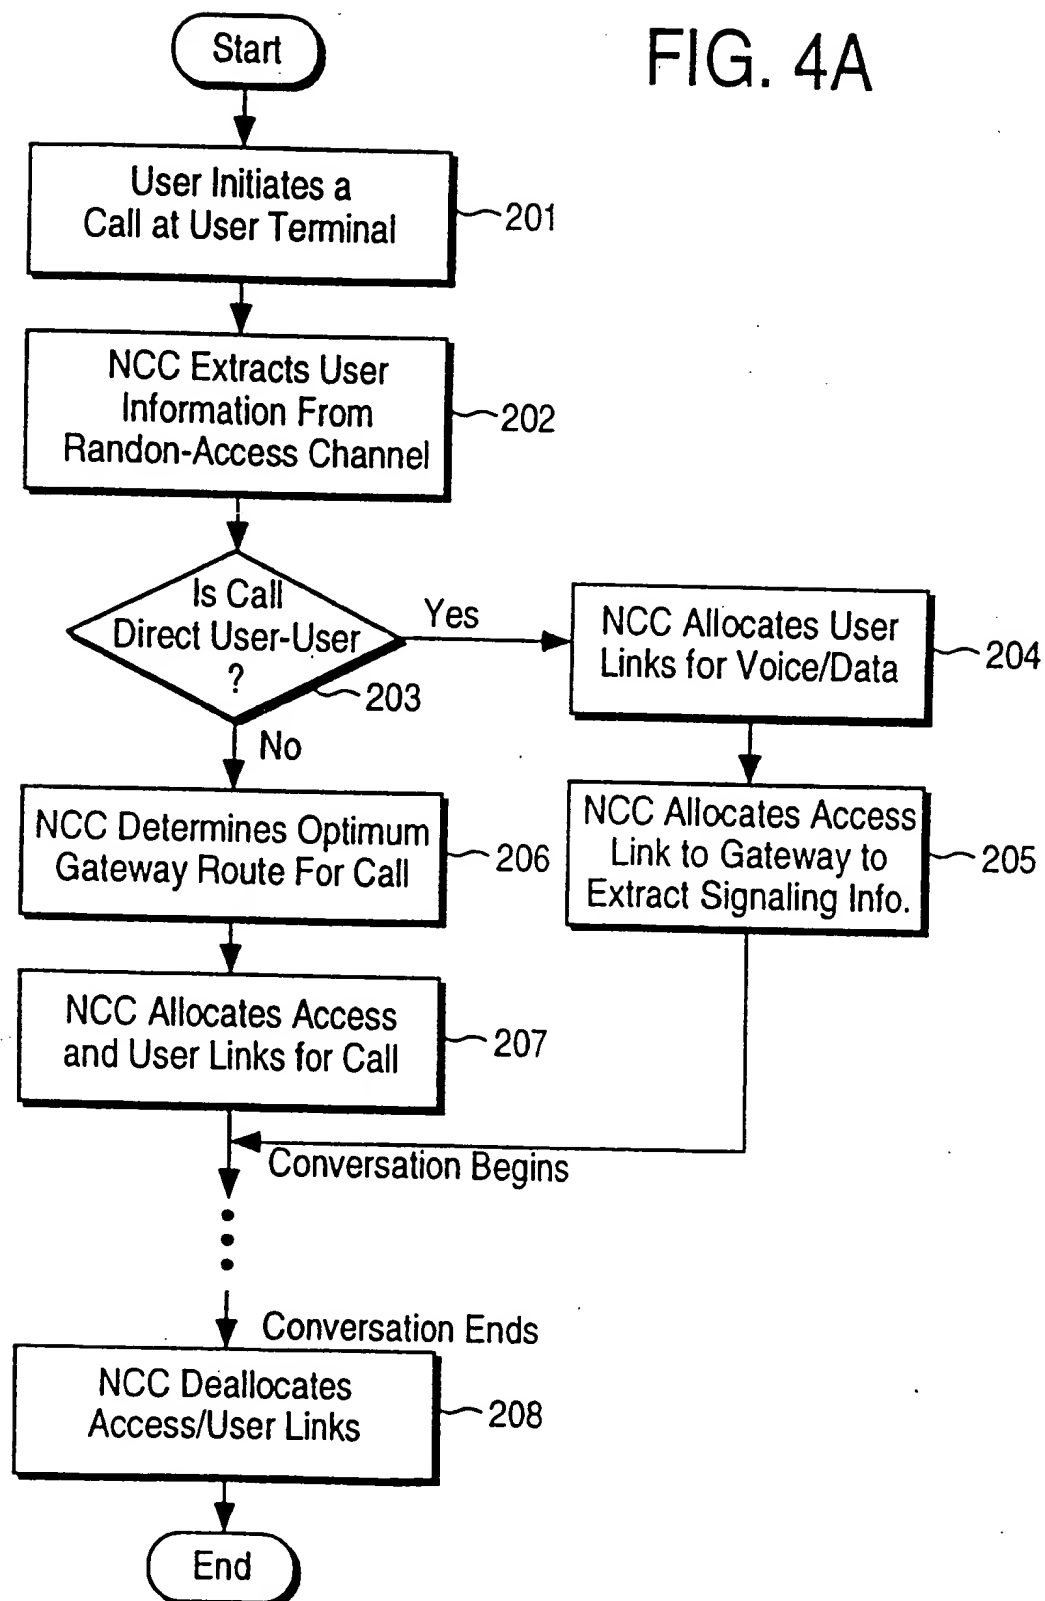 FIG. 4A
Start
User Initiates a
Call at User Terminal
201
NCC Extracts User
Information From
Randon-Access Channel
202
Is Call
Direct User-User
?
203
Yes
No
NCC Allocates User
Links for Voice/Data
204
NCC Allocates Access
Link to Gateway to
Extract Signaling Info.
205
NCC Determines Optimum
Gateway Route For Call
206
NCC Allocates Access
and User Links for Call
207
Conversation Begins
Conversation Ends
NCC Deallocates
Access/User Links
208
End